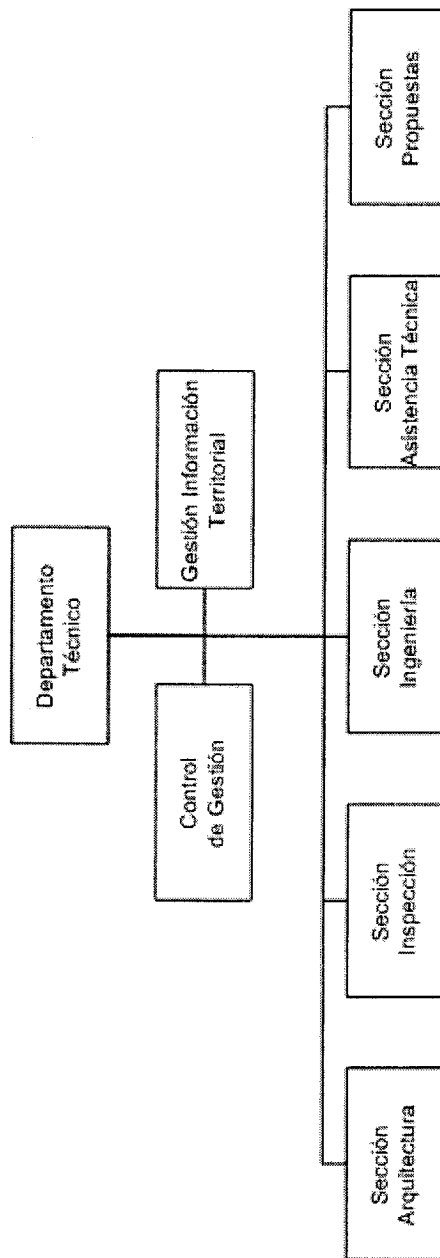 Departamento
Técnico
Control
de Gestión
Gestión Información
Territorial
Sección
Arquitectura
Sección
Inspección
Sección
Ingeniería
Sección
Asistencia Técnica
Sección
Propuestas